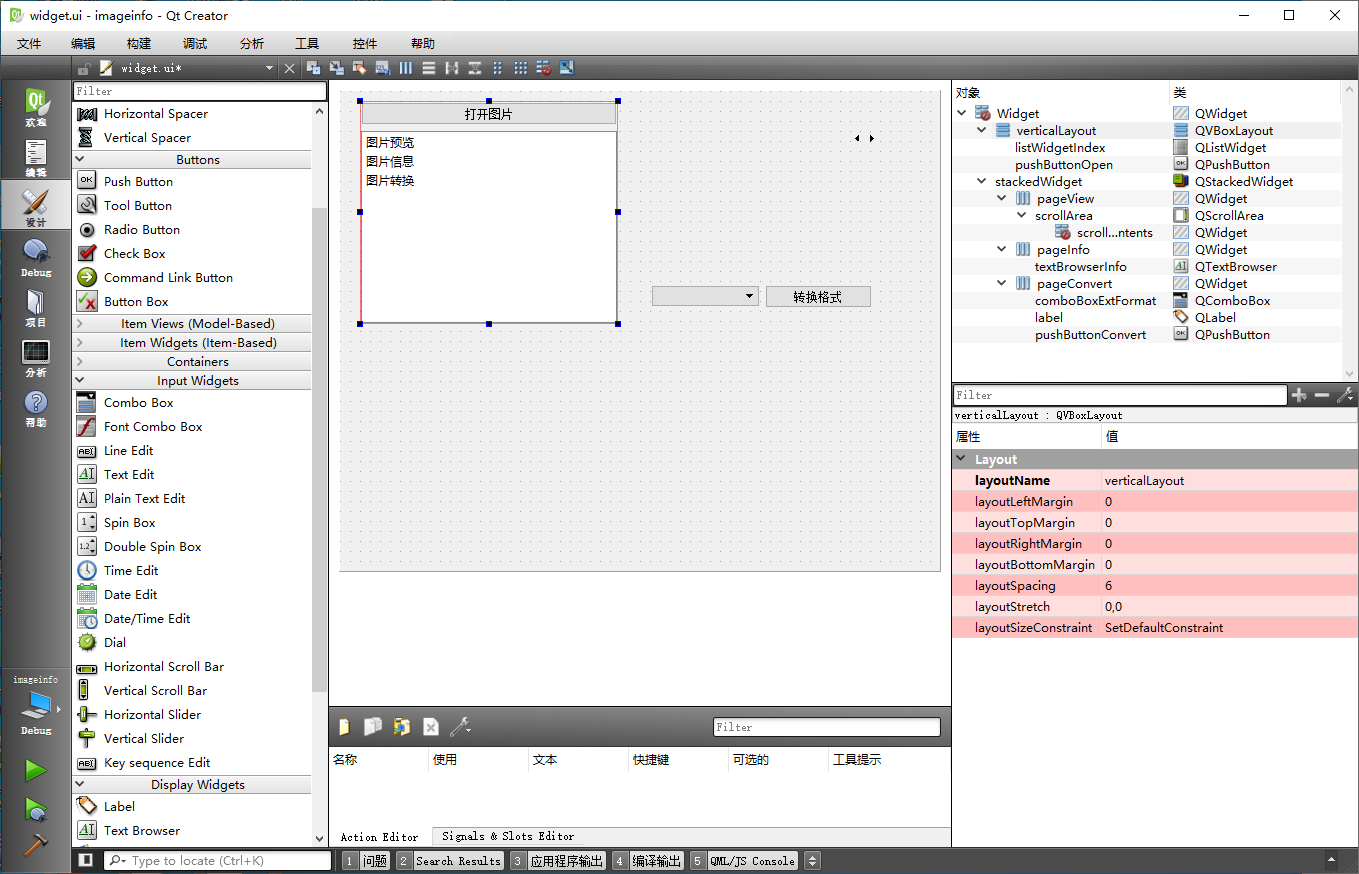 widget.ui - imageinfo - Qt Creator
文件 编辑 构建 调试 分析 工具 控件 帮助
widget.ui*
Filter
Horizontal Spacer
Vertical Spacer
Buttons
Push Button
Tool Button
Radio Button
Check Box
Command Link Button
Button Box
Item Views (Model-Based)
Item Widgets (Item-Based)
Containers
Input Widgets
Combo Box
Font Combo Box
Line Edit
Text Edit
Plain Text Edit
Spin Box
Double Spin Box
Time Edit
Date Edit
Date/Time Edit
Dial
Horizontal Scroll Bar
Vertical Scroll Bar
Horizontal Slider
Vertical Slider
Key sequence Edit
Display Widgets
Label
Text Browser
欢迎
编辑
设计
Debug
项目
分析
帮助
imageinfo
Debug
打开图片
图片预览
图片信息
图片转换
转换格式
对象 类
Widget QWidget
verticalLayout QVBoxLayout
listWidgetIndex QListWidget
pushButtonOpen QPushButton
stackedWidget QStackedWidget
pageView QWidget
scrollArea QScrollArea
scroll...ntents QWidget
pageInfo QWidget
textBrowserInfo QTextBrowser
pageConvert QWidget
comboBoxExtFormat QComboBox
label QLabel
pushButtonConvert QPushButton
Filter
verticalLayout : QVBoxLayout
属性 值
Layout
layoutName verticalLayout
layoutLeftMargin 0
layoutTopMargin 0
layoutRightMargin 0
layoutBottomMargin 0
layoutSpacing 6
layoutStretch 0,0
layoutSizeConstraint SetDefaultConstraint
Filter
名称 使用 文本 快捷键 可选的 工具提示
Action Editor Signals & Slots Editor
Type to locate (Ctrl+K) 1 问题 2 Search Results 3 应用程序输出 4 编译输出 5 QML/JS Console